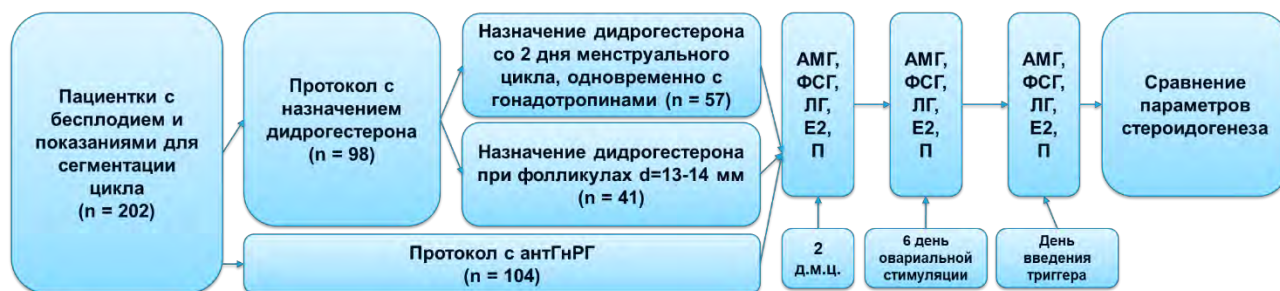 Пациентки с
бесплодием и
показаниями для
сегментации
цикла
(n = 202)
Протокол с
назначением
дидрогестерона
(n = 98)
Назначение дидрогестерона
со 2 дня менструального
цикла, одновременно с
гонадотропинами (n = 57)
Назначение дидрогестерона
при фолликулах d=13-14 мм
(n = 41)
Протокол с антГнРГ
(n = 104)
АМГ,
ФСГ,
ЛГ,
Е2,
П
АМГ,
ФСГ,
ЛГ,
Е2,
П
АМГ,
ФСГ,
ЛГ,
Е2,
П
Сравнение
параметров
стероидогенеза
2
д.м.ц.
6 день
овариальной
стимуляции
День
введения
триггера